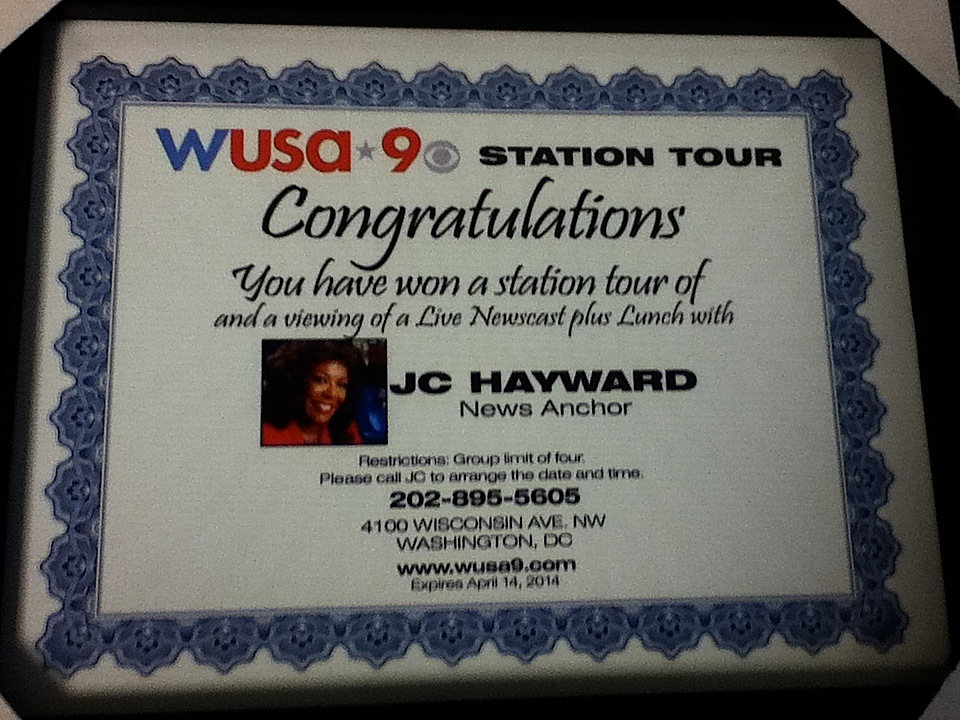 WUSA★9 STATION TOUR
Congratulations
You have won a station tour of
and a viewing of a Live Newscast plus Lunch with
JC HAYWARD
News Anchor
Restrictions: Group limit of four.
Please call JC to arrange the date and time.
202-895-5605
4100 WISCONSIN AVE. NW
WASHINGTON, DC
www.wusa9.com
Expires April 14, 2014